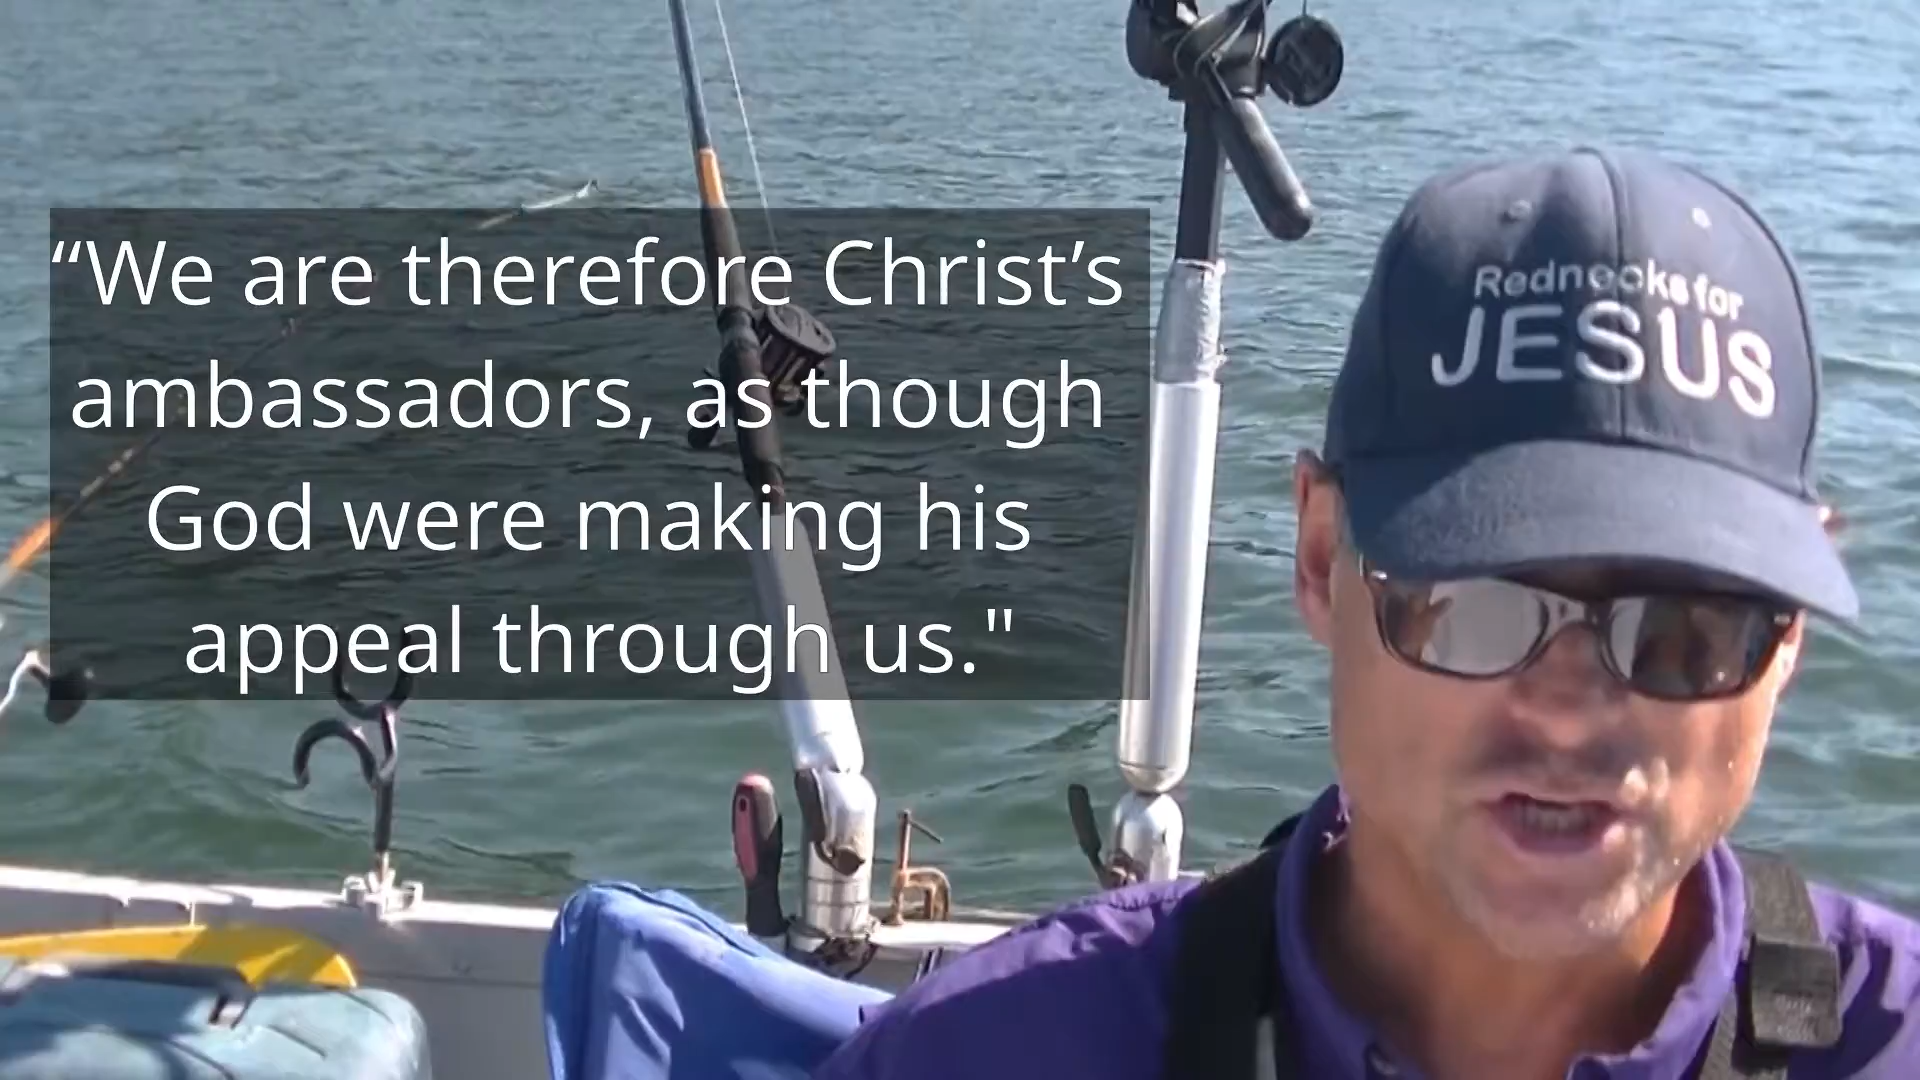 “We are therefore Christ’s
ambassadors, as though
God were making his
appeal through us."
Rednecks for
JESUS